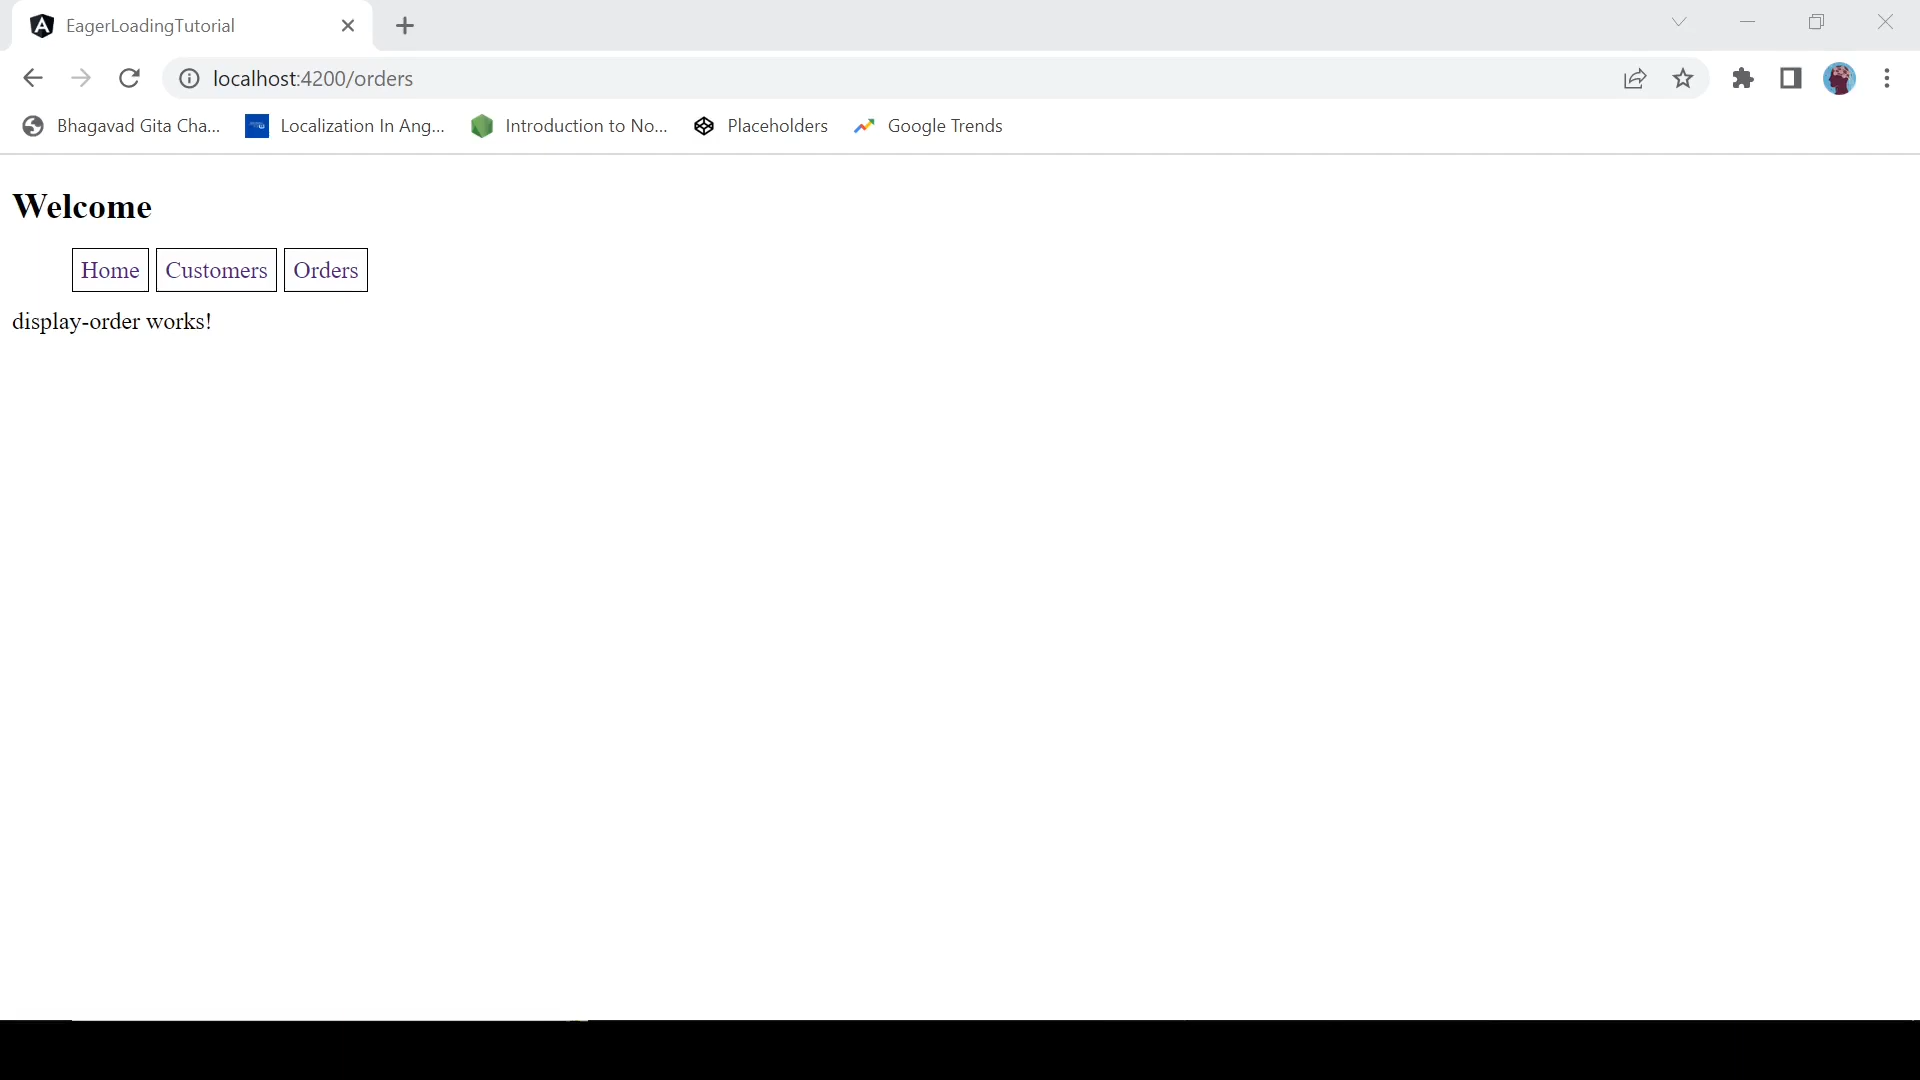 EagerLoadingTutorial
localhost:4200/orders
Bhagavad Gita Cha... Localization In Ang... Introduction to No... Placeholders Google Trends
Welcome
Home Customers Orders
display-order works!